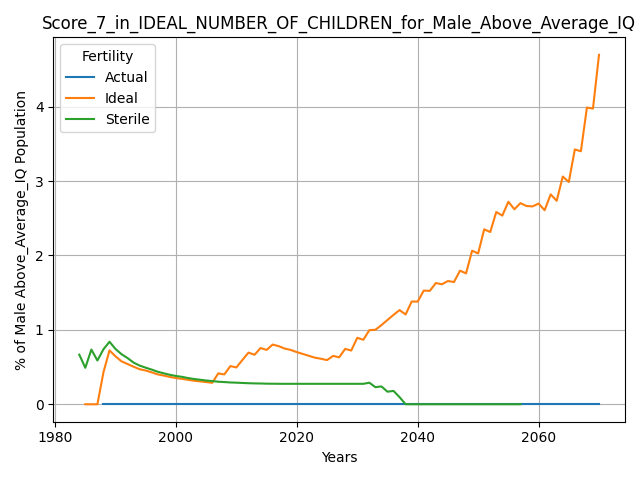 Score_7_in_IDEAL_NUMBER_OF_CHILDREN_for_Male_Above_Average_IQ
Fertility
Actual
Ideal
Sterile
% of Male Above_Average_IQ Population
4
3
2
1
0
1980 2000 2020 2040 2060
Years